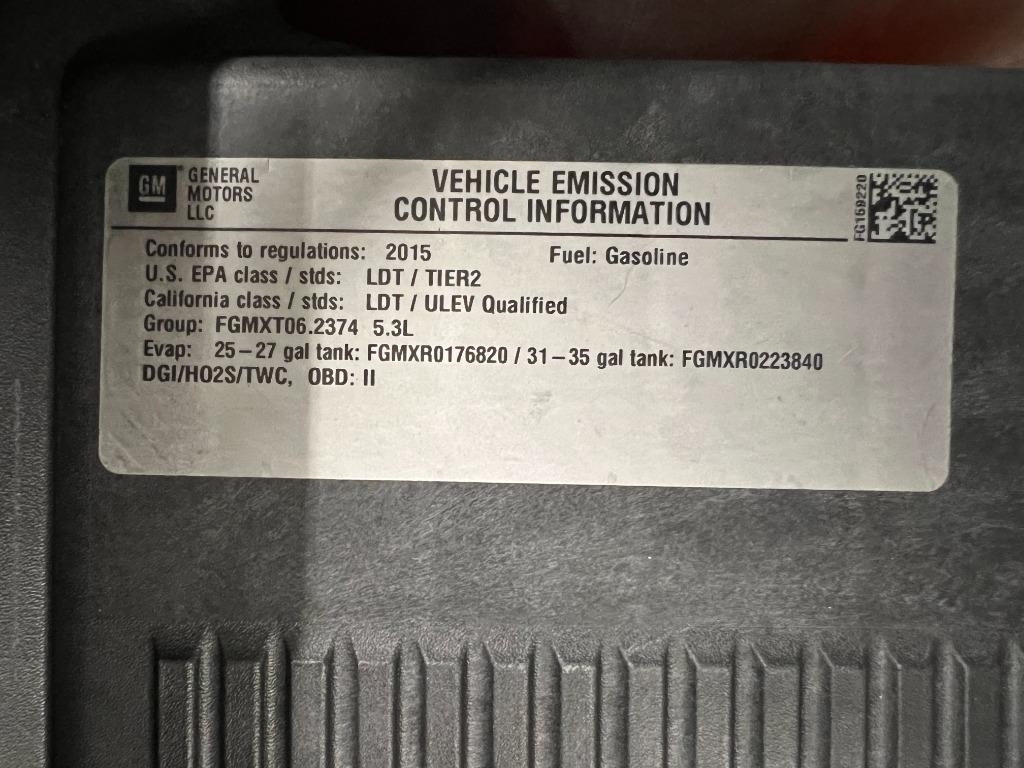 GM GENERAL MOTORS LLC
VEHICLE EMISSION
CONTROL INFORMATION
FG159220
Conforms to regulations: 2015 Fuel: Gasoline
U.S. EPA class / stds: LDT / TIER2
California class / stds: LDT / ULEV Qualified
Group: FGMXT06.2374 5.3L
Evap: 25-27 gal tank: FGMXR0176820 / 31-35 gal tank: FGMXR0223840
DGI/HO2S/TWC, OBD: II